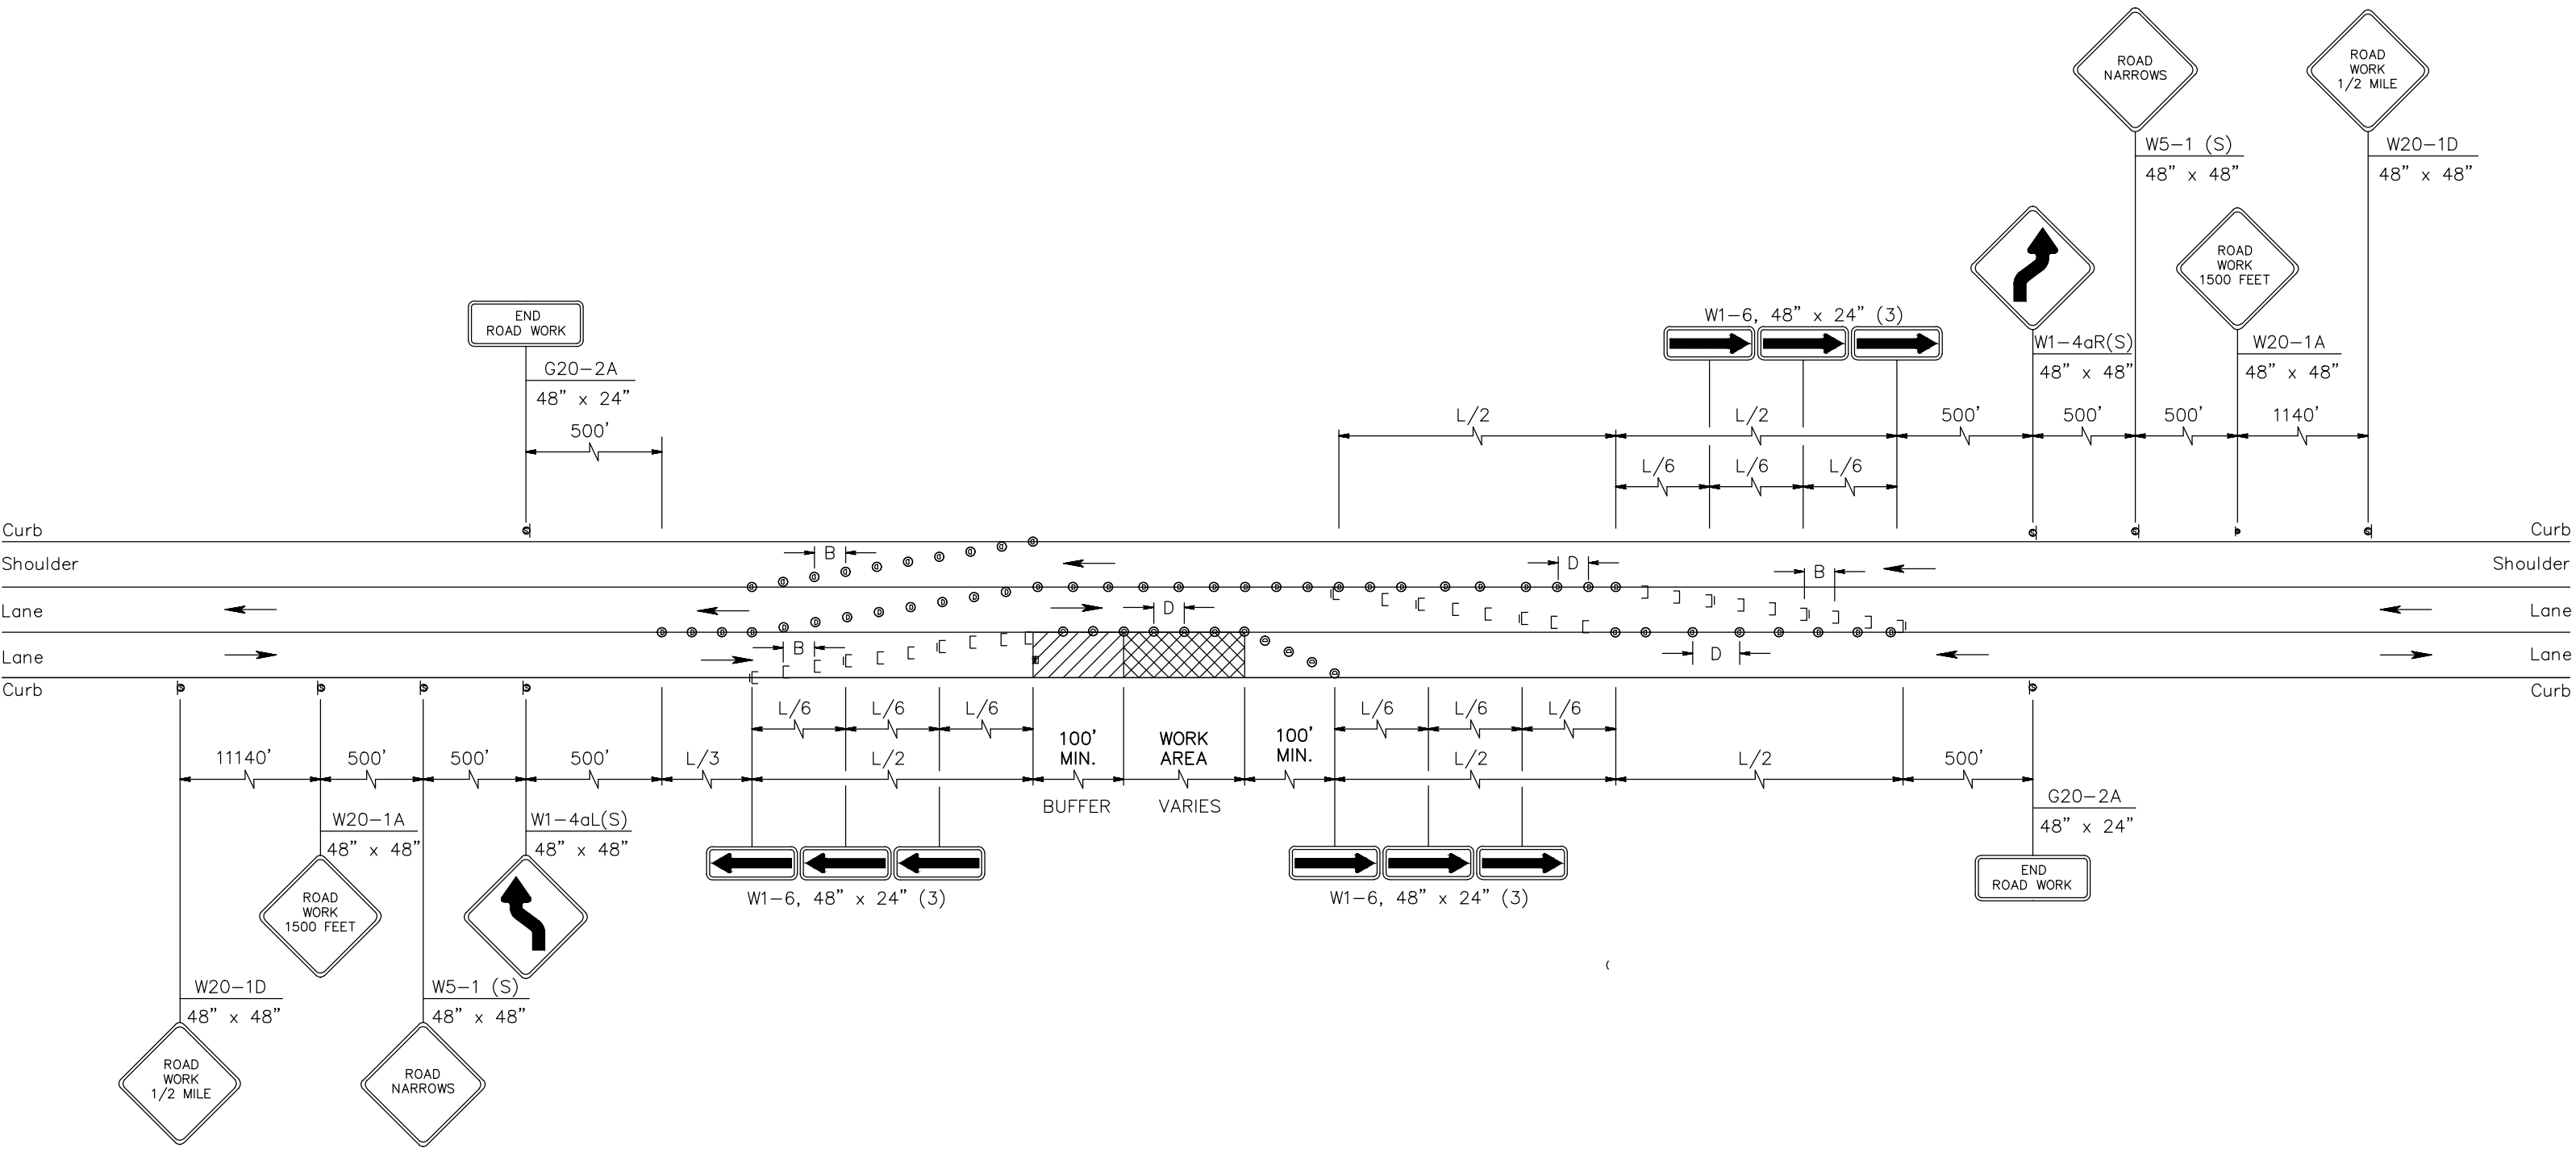 ROAD
NARROWS
ROAD
WORK
1/2 MILE
W5-1 (S)
48" x 48"
W20-1D
48" x 48"
ROAD
WORK
1500 FEET
END
ROAD WORK
W1-6, 48" x 24" (3)
W1-4aR(S)
48" x 48"
W20-1A
48" x 48"
G20-2A
48" x 24"
500'
L/2
L/2
500'
500'
500'
1140'
L/6
L/6
L/6
Curb
Curb
Shoulder
B
D
B
Shoulder
Lane
D
Lane
Lane
B
D
Lane
Curb
Curb
L/6
L/6
L/6
100'
MIN.
WORK
AREA
100'
MIN.
L/6
L/6
L/6
11140'
500'
500'
500'
L/3
L/2
L/2
L/2
500'
BUFFER
VARIES
W20-1A
48" x 48"
W1-4aL(S)
48" x 48"
G20-2A
48" x 24"
W1-6, 48" x 24" (3)
W1-6, 48" x 24" (3)
END
ROAD WORK
ROAD
WORK
1500 FEET
(
W20-1D
48" x 48"
W5-1 (S)
48" x 48"
ROAD
WORK
1/2 MILE
ROAD
NARROWS